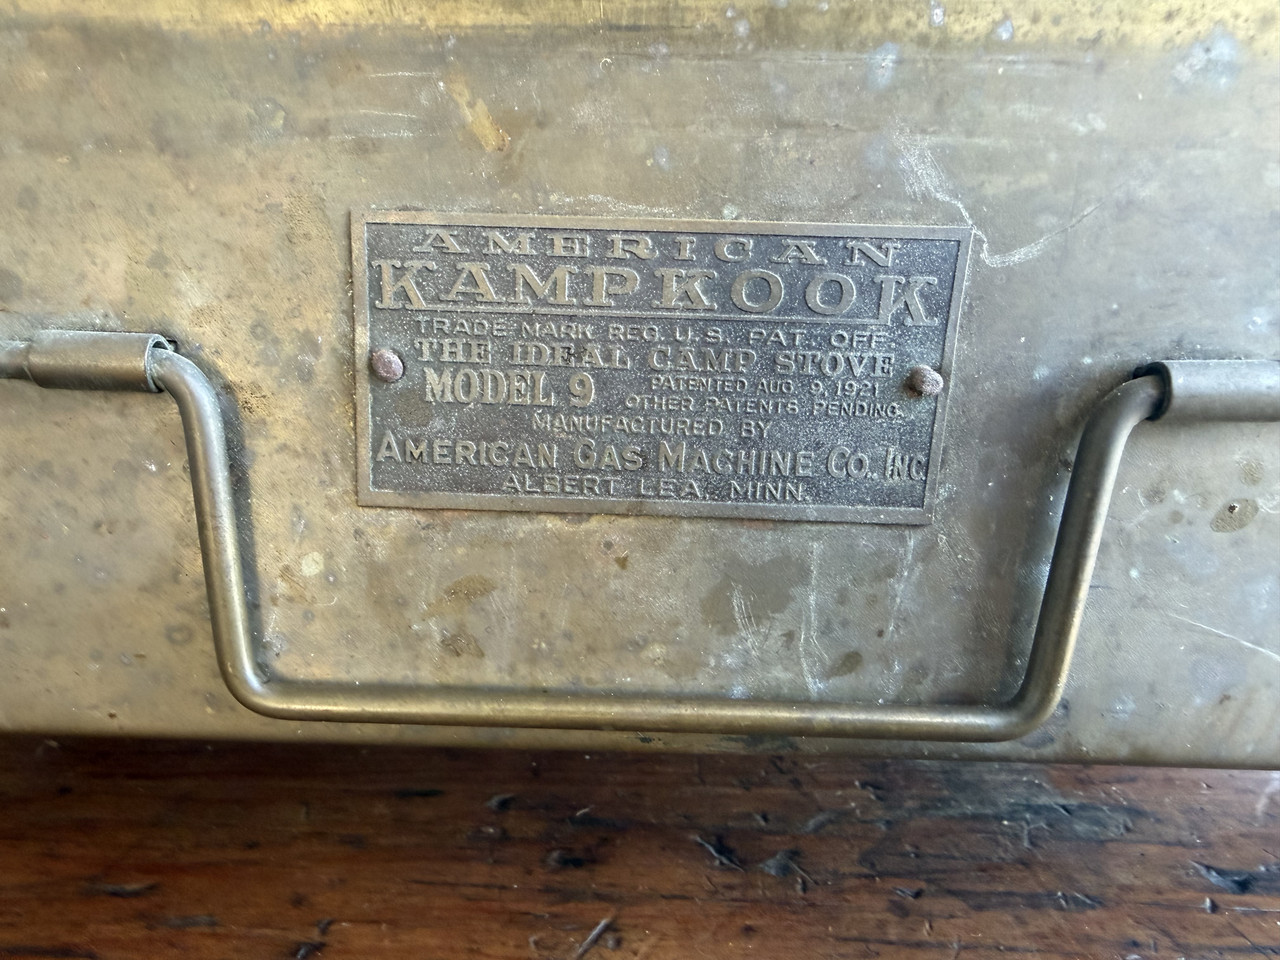 AMERICAN
KAMPKOOK
TRADE MARK REG. U.S. PAT. OFF.
THE IDEAL CAMP STOVE
MODEL 9 PATENTED AUG. 9, 1921
OTHER PATENTS PENDING.
MANUFACTURED BY
AMERICAN GAS MACHINE CO. INC.
ALBERT LEA, MINN.